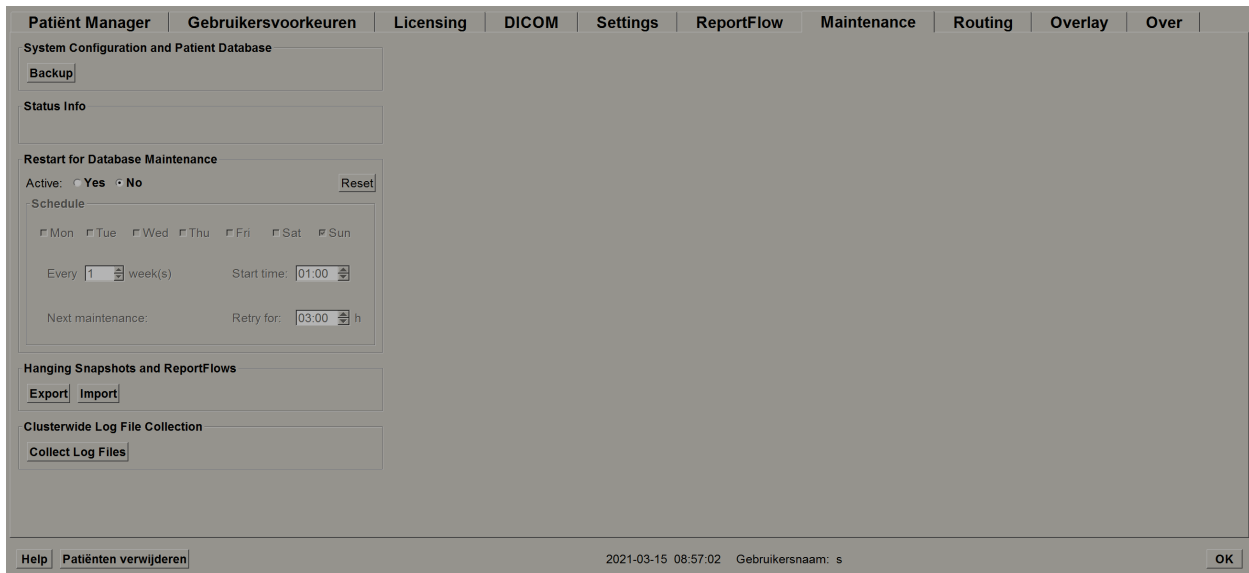 Patiënt Manager Gebruikersvoorkeuren Licensing DICOM Settings ReportFlow Maintenance Routing Overlay Over
System Configuration and Patient Database
Backup
Status Info
Restart for Database Maintenance
Active: Yes No Reset
Schedule
Mon Tue Wed Thu Fri Sat Sun
Every 1 week(s) Start time: 01:00
Next maintenance: Retry for: 03:00 h
Hanging Snapshots and ReportFlows
Export Import
Clusterwide Log File Collection
Collect Log Files
Help Patiënten verwijderen 2021-03-15 08:57:02 Gebruikersnaam: s OK